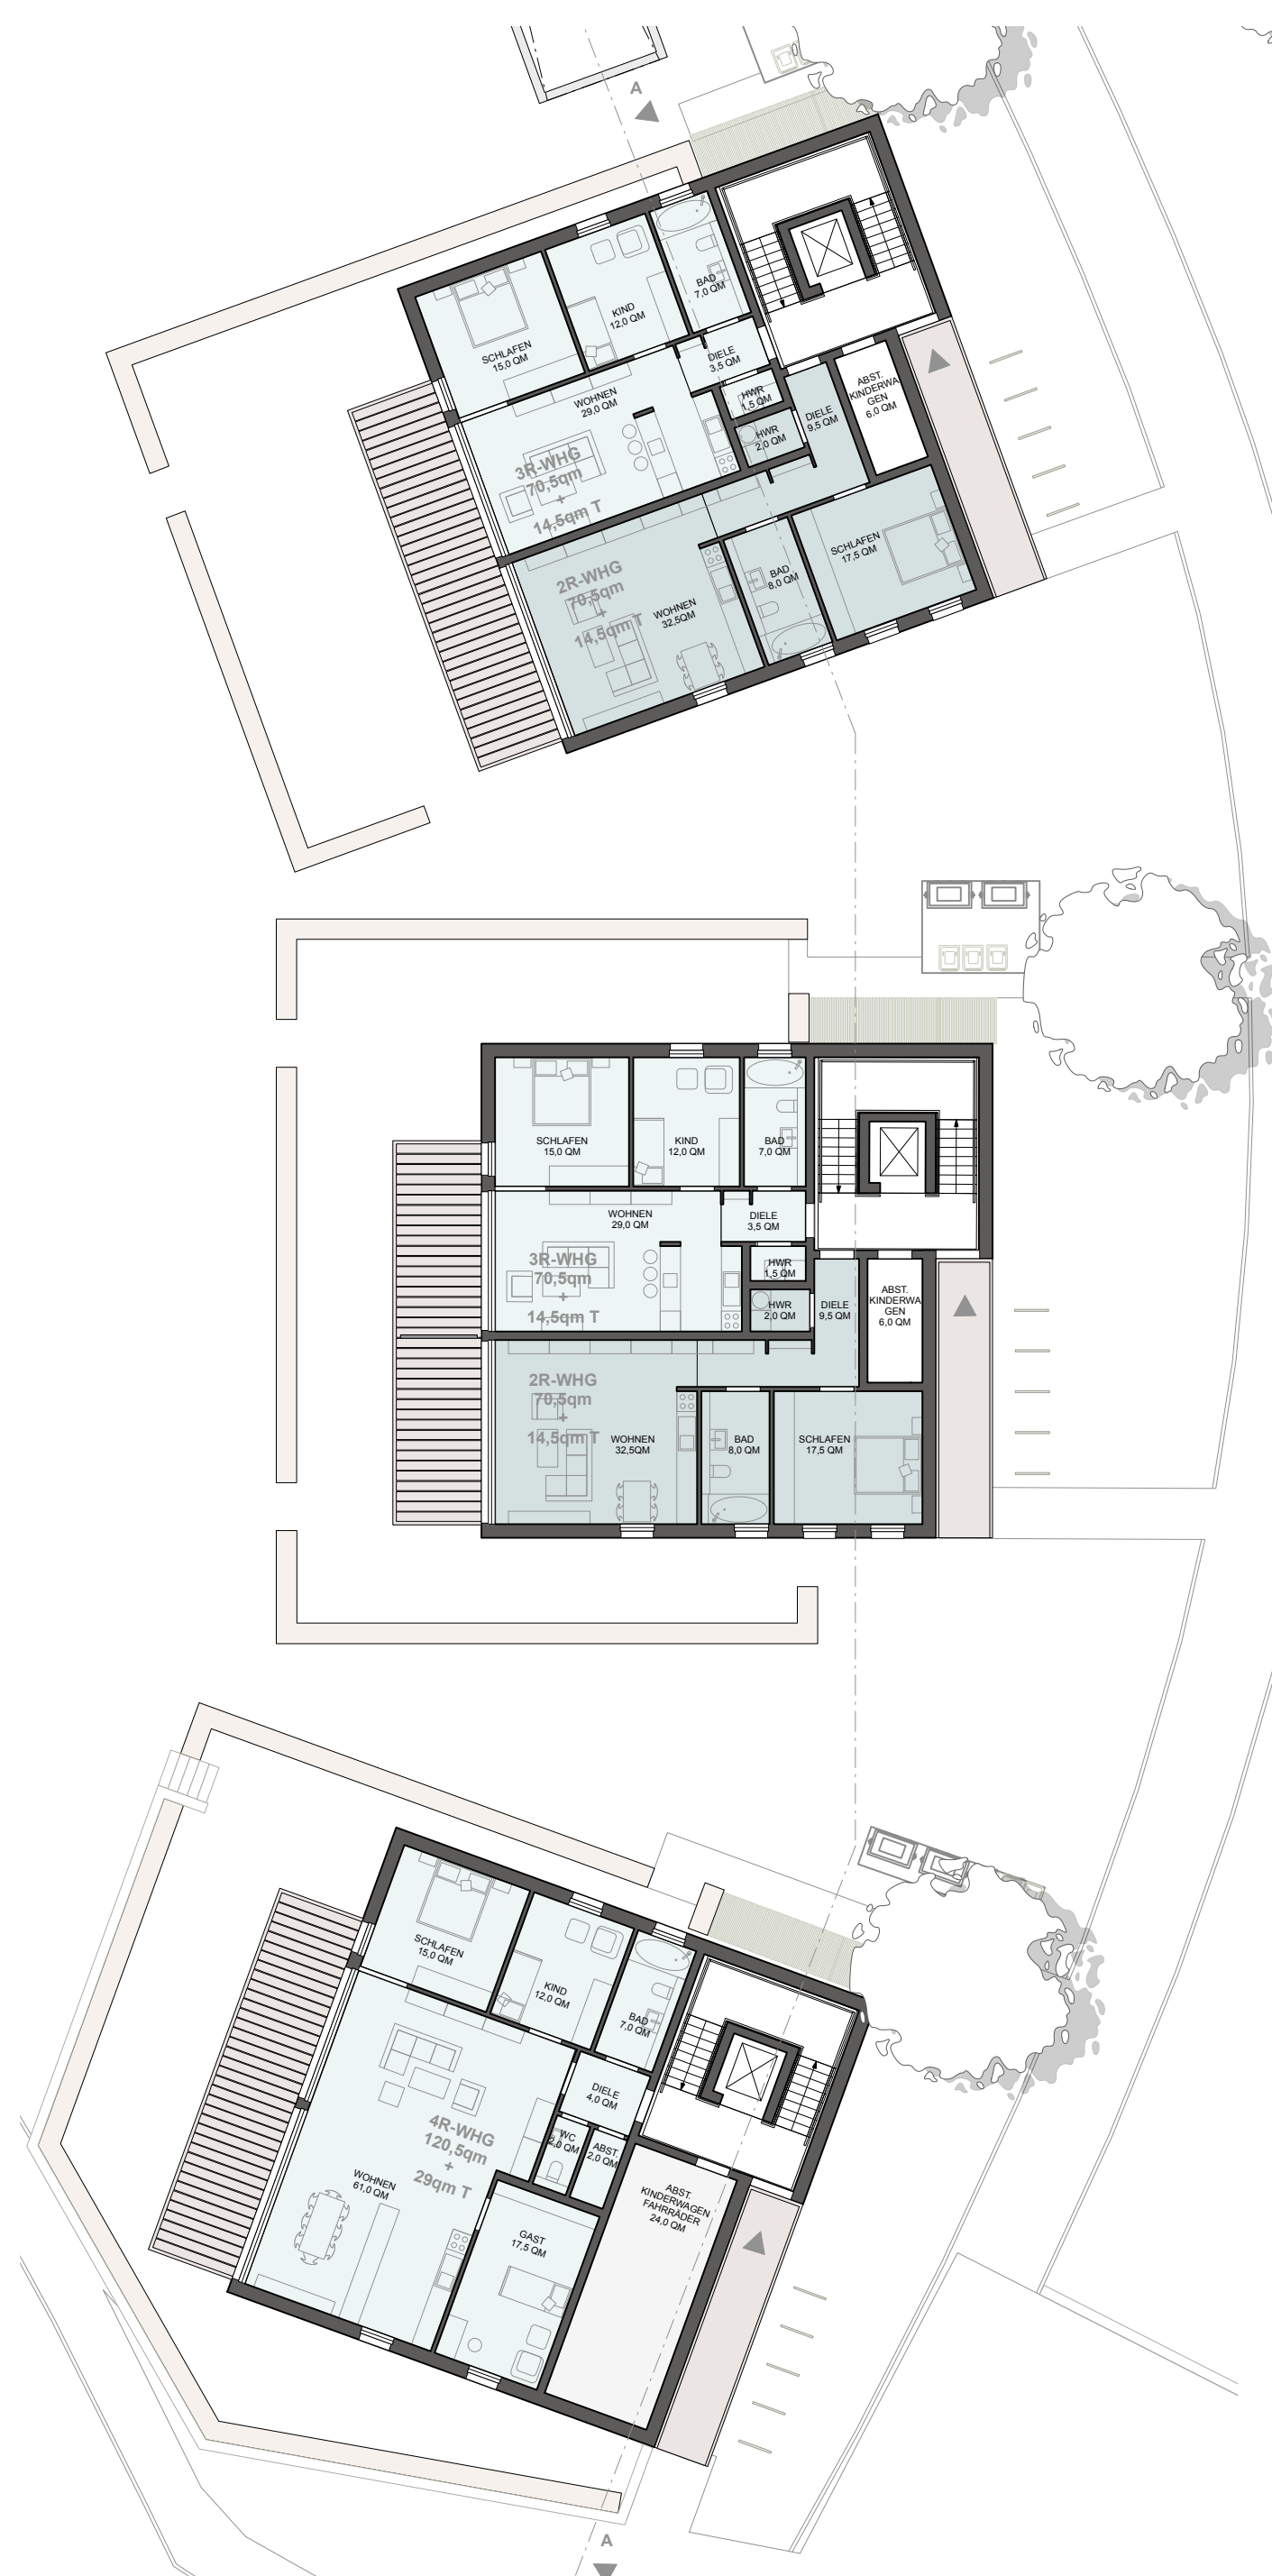 A
BAD
7,0 QM
KIND
12,0 QM
SCHLAFEN
15,0 QM
DIELE
3,5 QM
WOHNEN
29,0 QM
HWR
1,5 QM
ABST.
KINDERWA
GEN
6,0 QM
DIELE
9,5 QM
HWR
2,0 QM
3R-WHG
70,5qm
+
14,5qm T
SCHLAFEN
17,5 QM
BAD
8,0 QM
2R-WHG
70,5qm
+
14,5qm T
WOHNEN
32,5QM
SCHLAFEN
15,0 QM
KIND
12,0 QM
BAD
7,0 QM
WOHNEN
29,0 QM
DIELE
3,5 QM
3R-WHG
70,5qm
+
14,5qm T
HWR
1,5 QM
HWR
2,0 QM
DIELE
9,5 QM
ABST.
KINDERWA
GEN
6,0 QM
2R-WHG
70,5qm
+
14,5qm T
WOHNEN
32,5QM
BAD
8,0 QM
SCHLAFEN
17,5 QM
SCHLAFEN
15,0 QM
KIND
12,0 QM
BAD
7,0 QM
DIELE
4,0 QM
4R-WHG
120,5qm
+
29qm T
WC
2,0 QM
ABST.
2,0 QM
WOHNEN
61,0 QM
ABST.
KINDERWAGEN
FAHRRÄDER
24,0 QM
GAST
17,5 QM
A